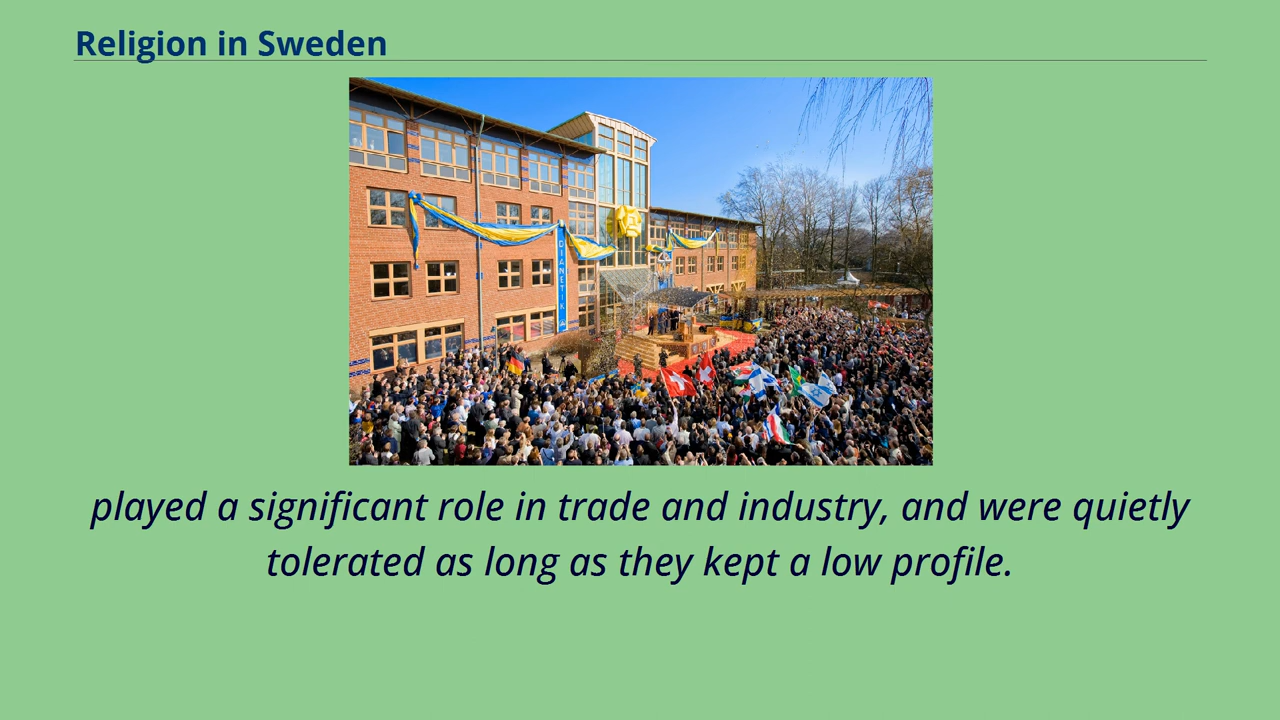 Religion in Sweden
DIANETIK
played a significant role in trade and industry, and were quietly
tolerated as long as they kept a low profile.